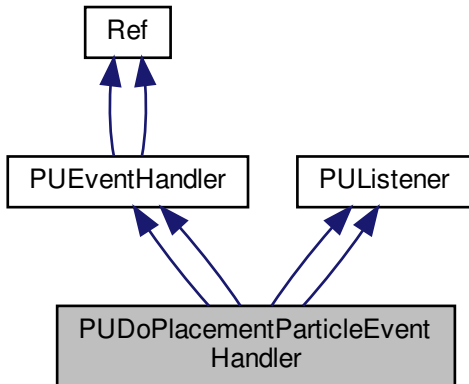 Ref
PUEventHandler
PUListener
PUDoPlacementParticleEvent
Handler